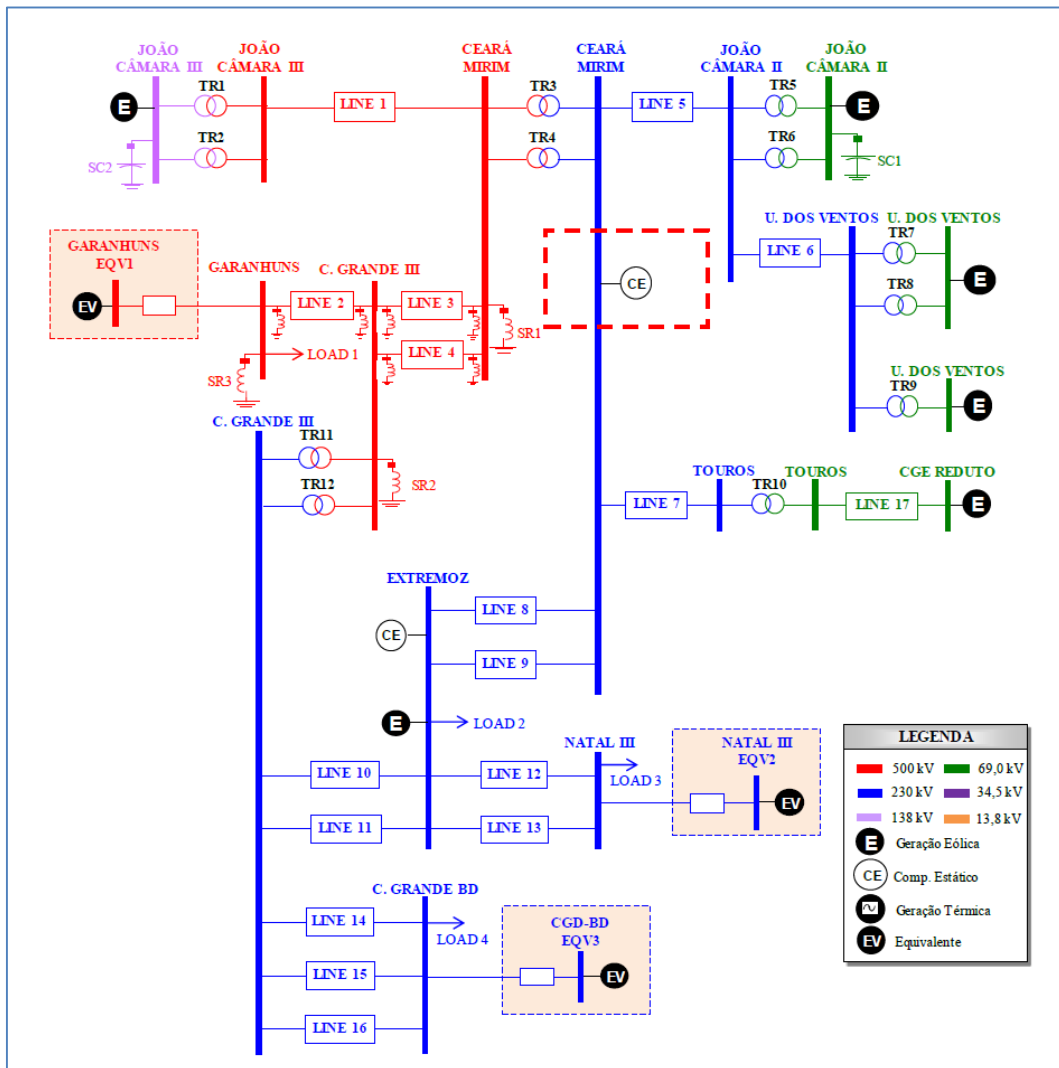 JOÃO
CÂMARA III
JOÃO
CÂMARA III
CEARÁ
MIRIM
CEARÁ
MIRIM
JOÃO
CÂMARA II
JOÃO
CÂMARA II
TR1
TR3
TR5
E
LINE 1
LINE 5
E
TR2
TR4
TR6
SC2
SC1
U. DOS VENTOS
U. DOS VENTOS
TR7
GARANHUNS
EQV1
GARANHUNS
C. GRANDE III
LINE 6
E
CE
TR8
EV
LINE 2
LINE 3
SR1
LOAD 1
LINE 4
U. DOS VENTOS
SR3
TR9
E
C. GRANDE III
TR11
SR2
TR12
TOUROS
TOUROS
CGE REDUTO
TR10
LINE 7
LINE 17
E
EXTREMOZ
LINE 8
CE
LINE 9
E
LOAD 2
NATAL III
NATAL III
EQV2
LINE 10
LINE 12
LOAD 3
EV
LINE 11
LINE 13
C. GRANDE BD
LINE 14
LOAD 4
CGD-BD
EQV3
LINE 15
EV
LINE 16
LEGENDA
500 kV
69,0 kV
230 kV
34,5 kV
138 kV
13,8 kV
E
Geração Eólica
CE
Comp. Estático
Geração Térmica
EV
Equivalente